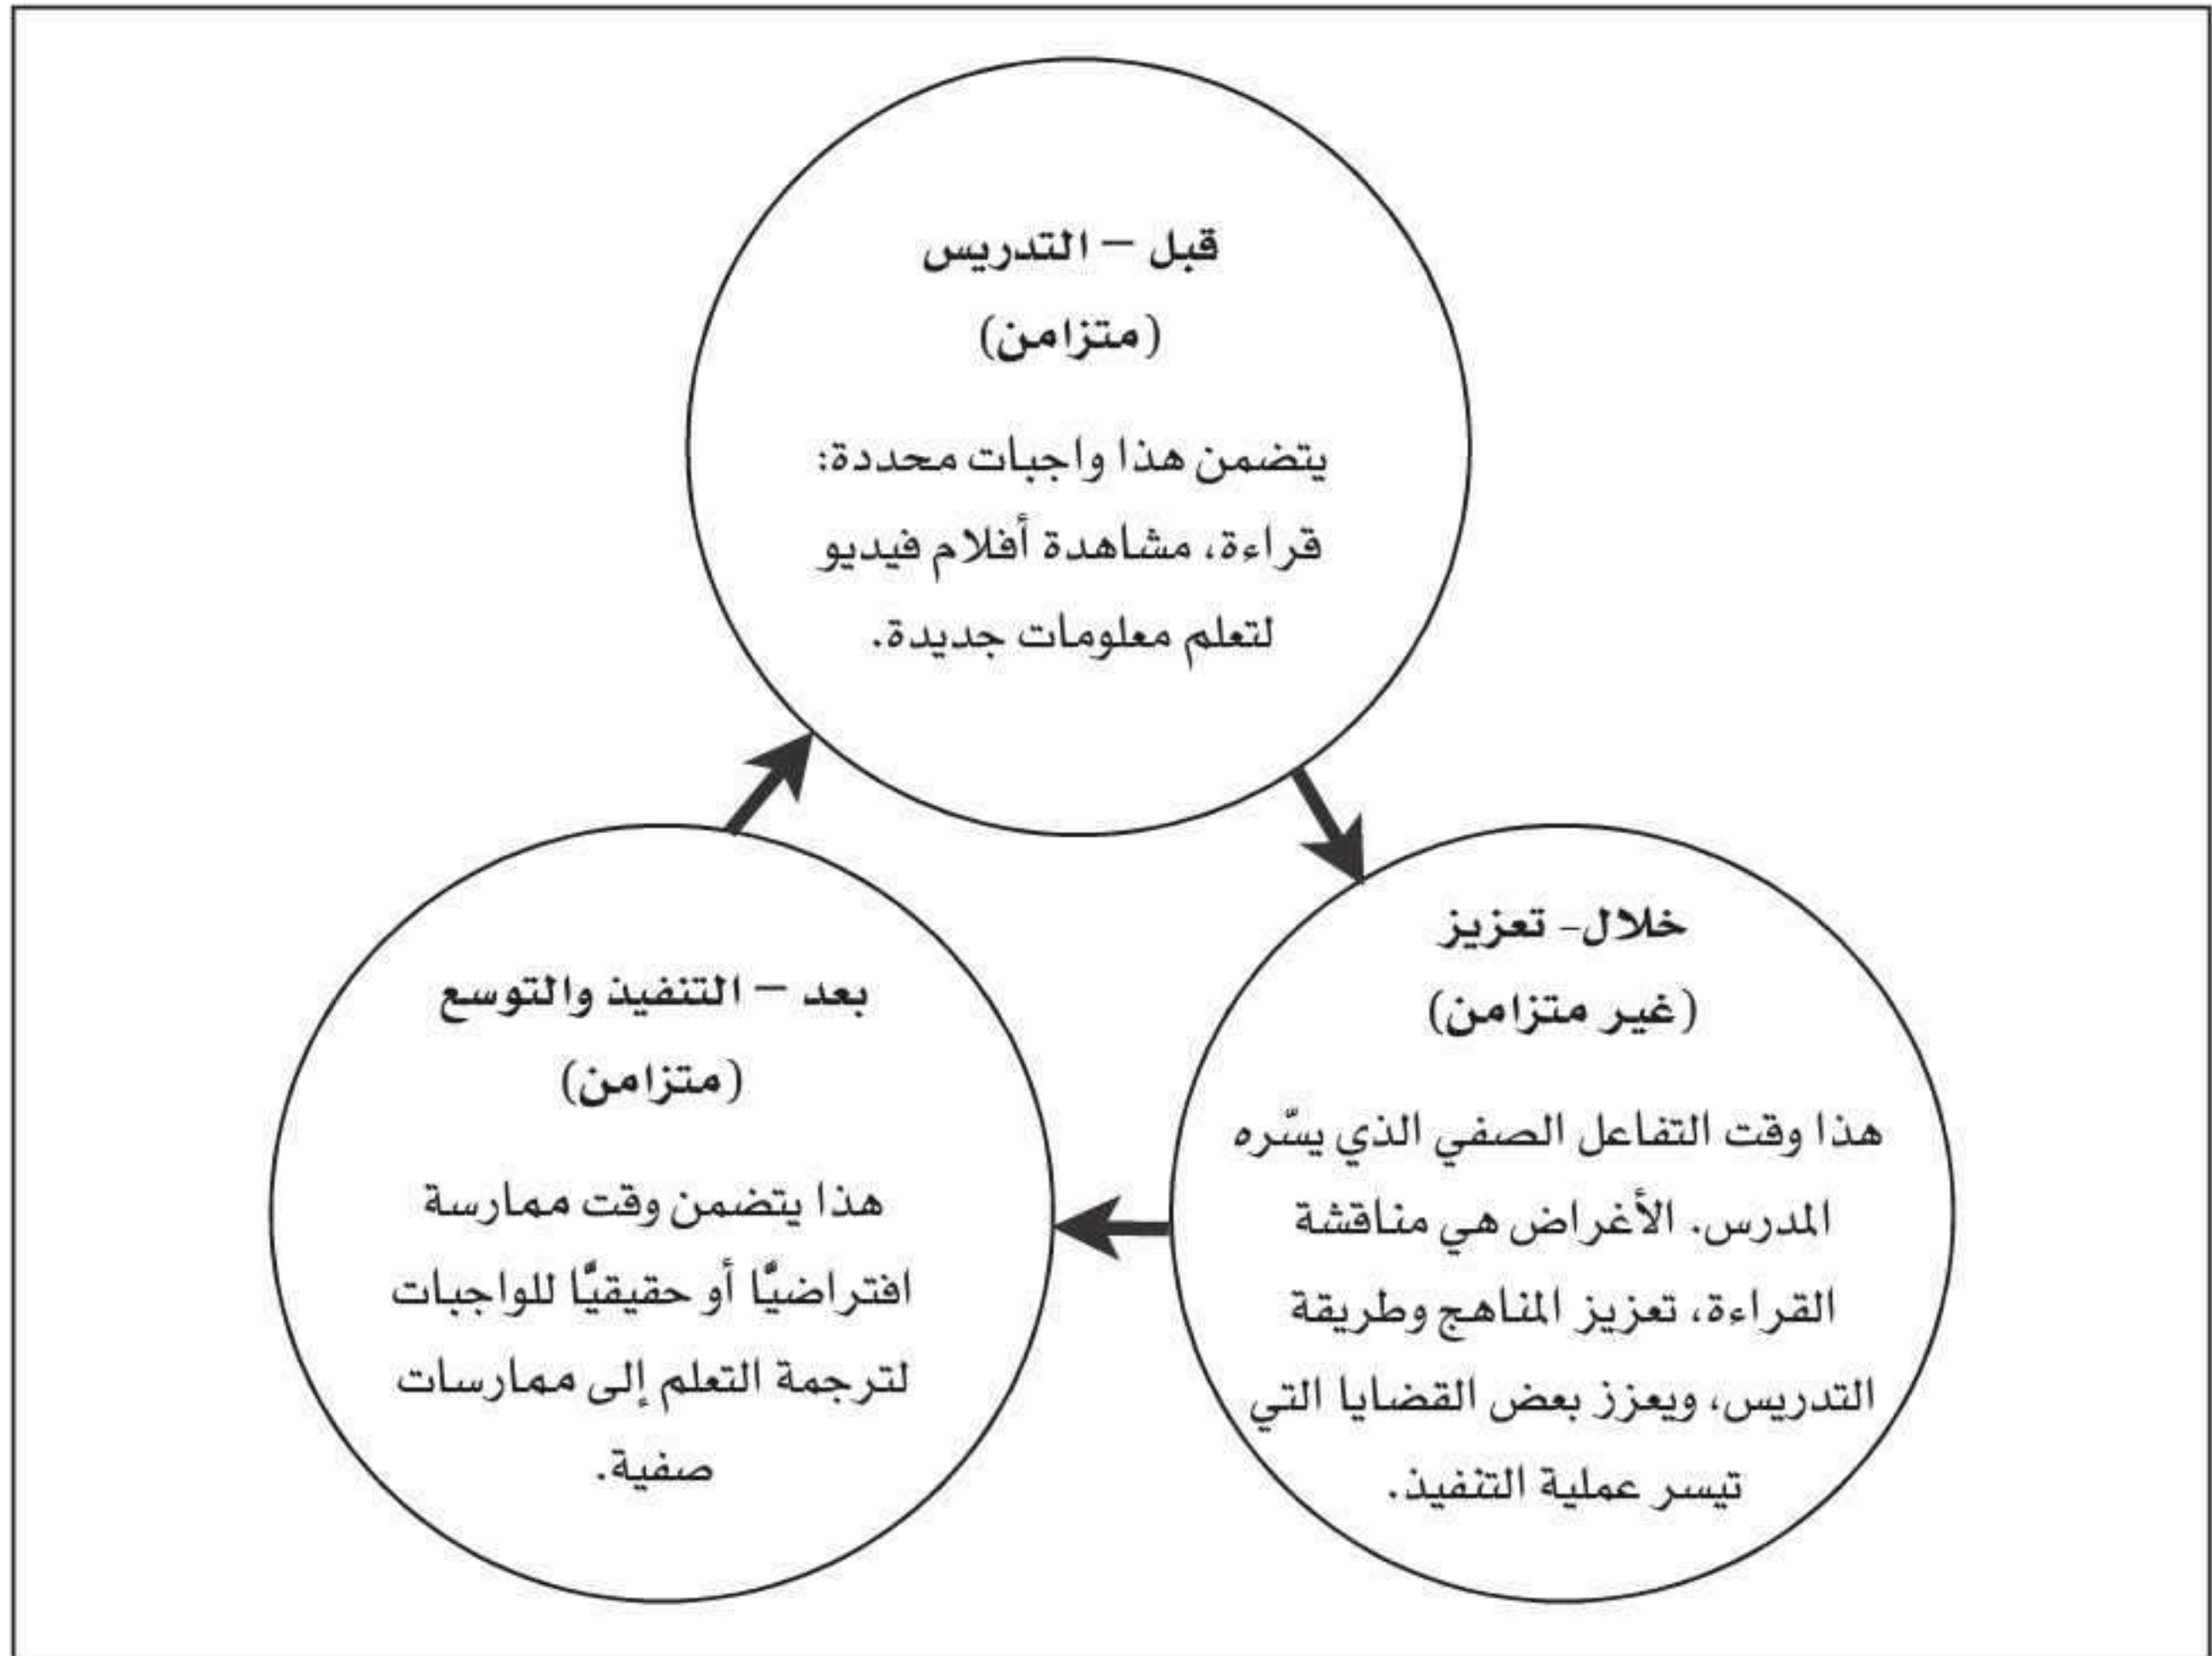 قبل – التدريس
(متزامن)
يتضمن هذا واجبات محددة:
قراءة، مشاهدة أفلام فيديو
لتعلم معلومات جديدة.
خلال- تعزيز
(غير متزامن)
هذا وقت التفاعل الصفي الذي يسّره
المدرس. الأغراض هي مناقشة
القراءة، تعزيز المناهج وطريقة
التدريس، ويعزز بعض القضايا التي
تيسر عملية التنفيذ.
بعد – التنفيذ والتوسع
(متزامن)
هذا يتضمن وقت ممارسة
افتراضيًّا أو حقيقيًّا للواجبات
لترجمة التعلم إلى ممارسات
صفية.